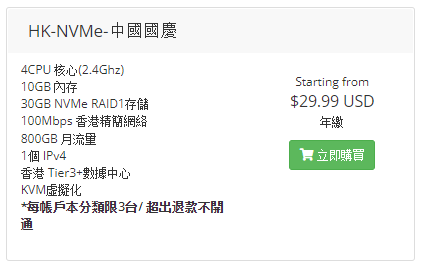 HK-NVMe-中國國慶
4CPU 核心(2.4Ghz)
10GB 內存
30GB NVMe RAID1存儲
100Mbps 香港精簡網絡
800GB 月流量
1個 IPv4
香港 Tier3+數據中心
KVM虛擬化
*每帳戶本分類限3台/ 超出退款不開
通
Starting from
$29.99 USD
年繳
立即購買